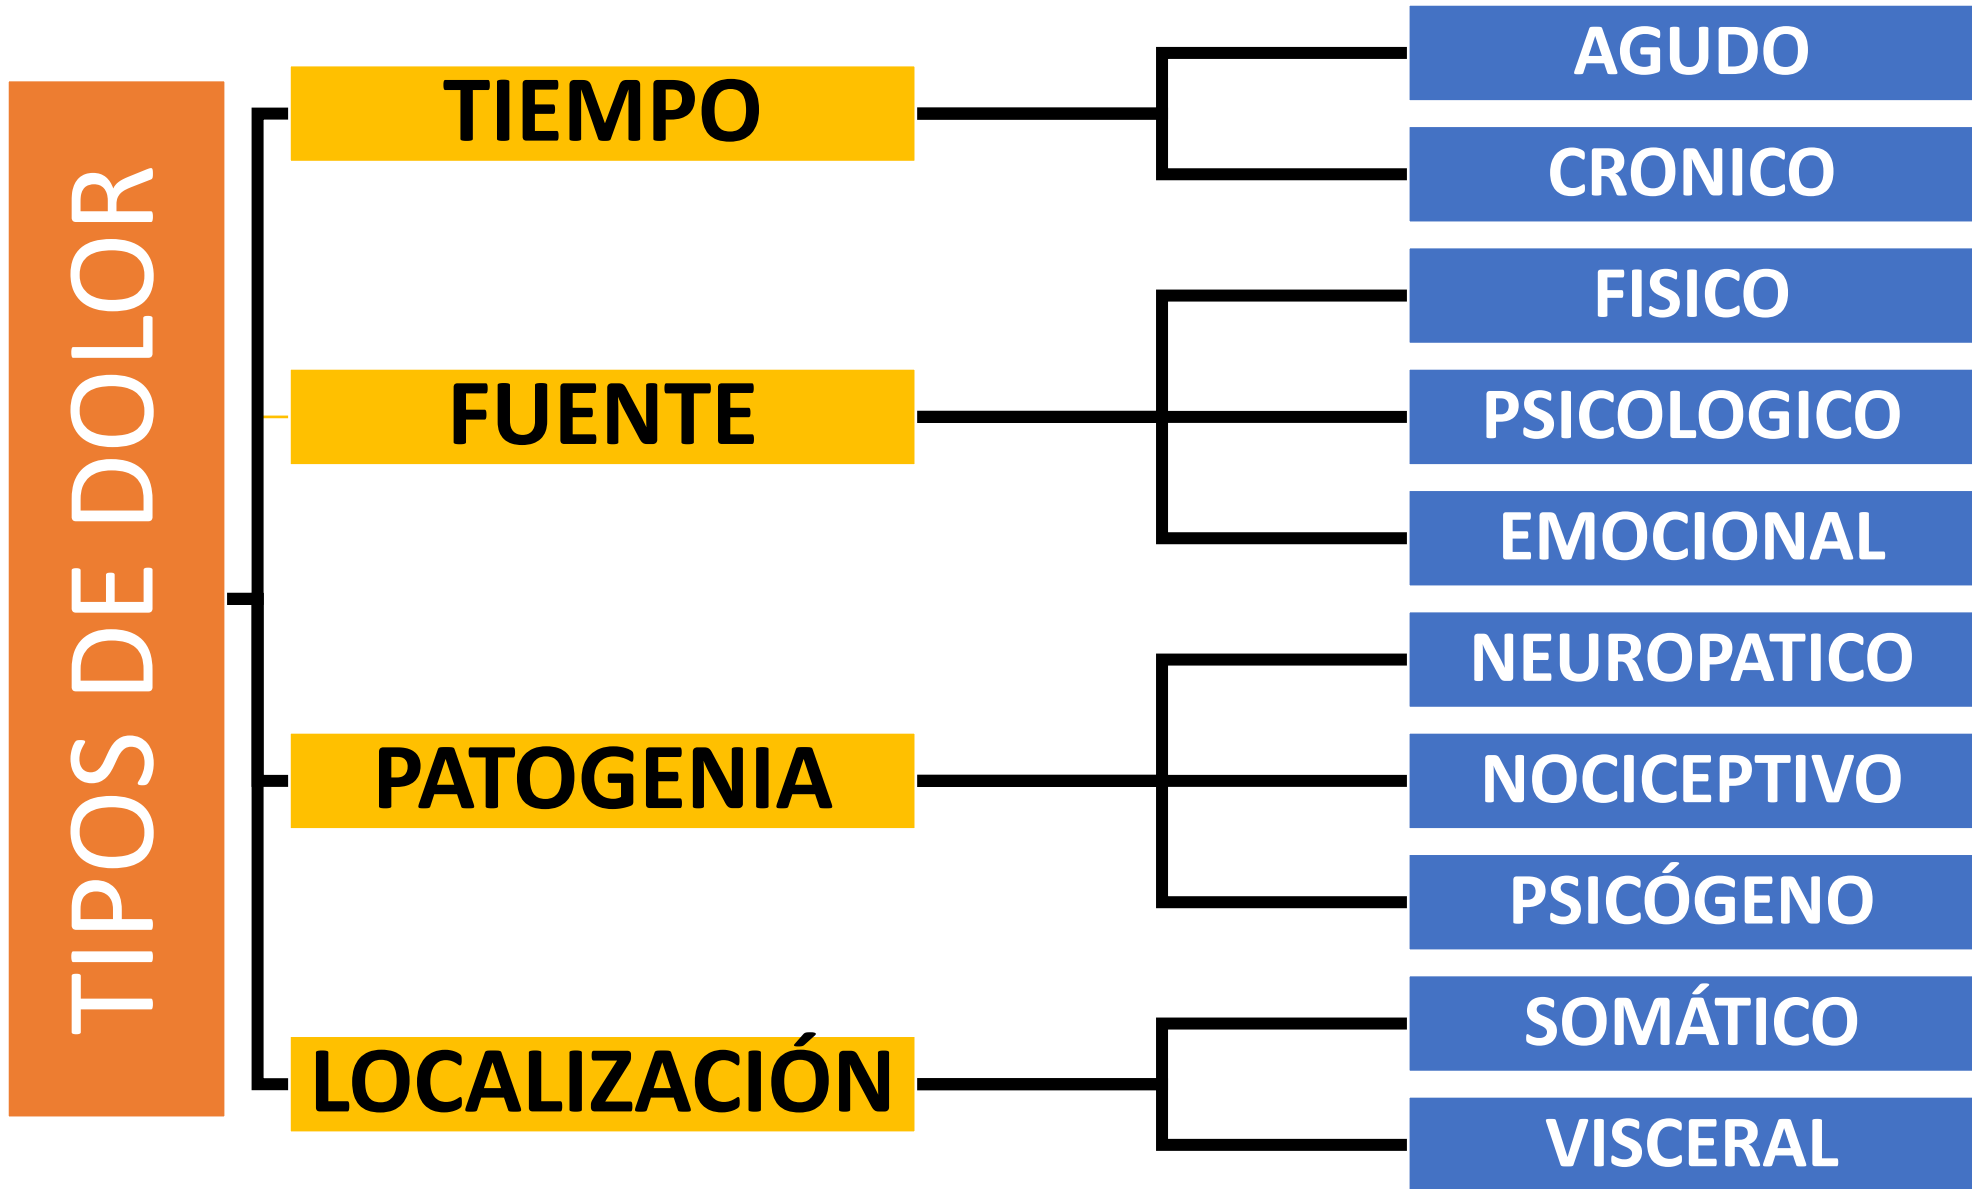 TIPOS DE DOLOR
TIEMPO
AGUDO
CRONICO
FUENTE
FISICO
PSICOLOGICO
EMOCIONAL
PATOGENIA
NEUROPATICO
NOCICEPTIVO
PSICÓGENO
LOCALIZACIÓN
SOMÁTICO
VISCERAL